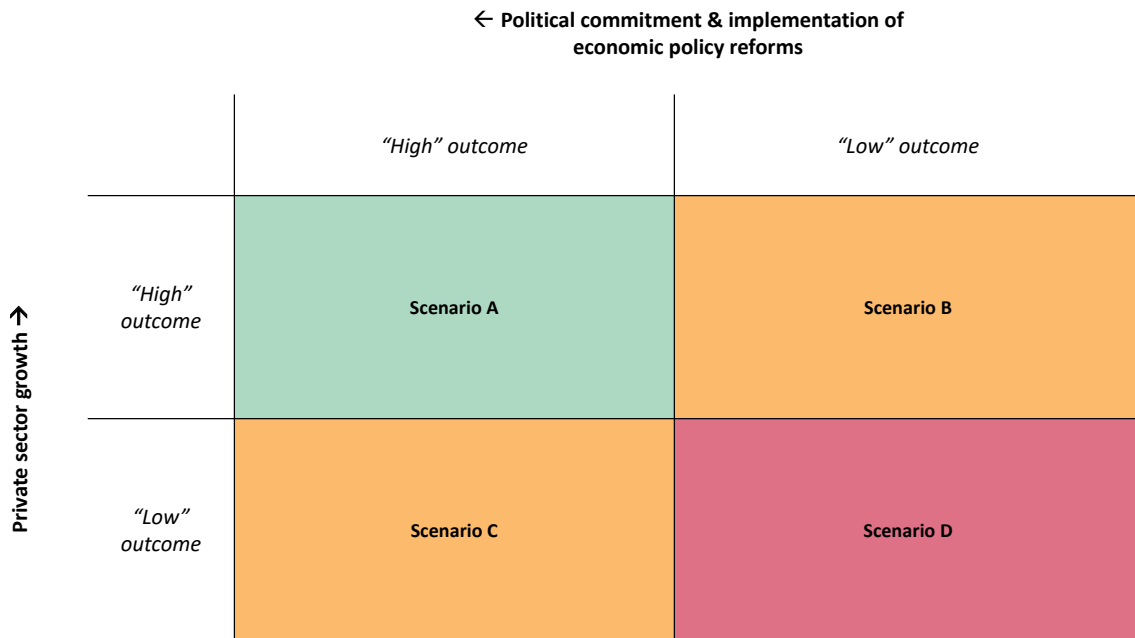 ← Political commitment & implementation of
economic policy reforms
“High” outcome
“Low” outcome
Private sector growth →
“High”
outcome
Scenario A
Scenario B
“Low”
outcome
Scenario C
Scenario D